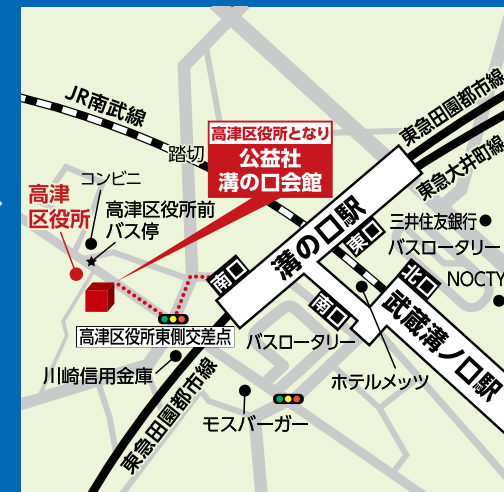 JR南武線
東急田園都市線
東急大井町線
高津区役所となり
公益社
溝の口会館
踏切
コンビニ
高津
区役所
高津区役所前
バス停
溝の口駅
東
三井住友銀行
バスロータリー
南
北
NOCTY
南
武蔵溝ノ口駅
高津区役所東側交差点
バスロータリー
川崎信用金庫
ホテルメッツ
東急田園都市線
モスバーガー